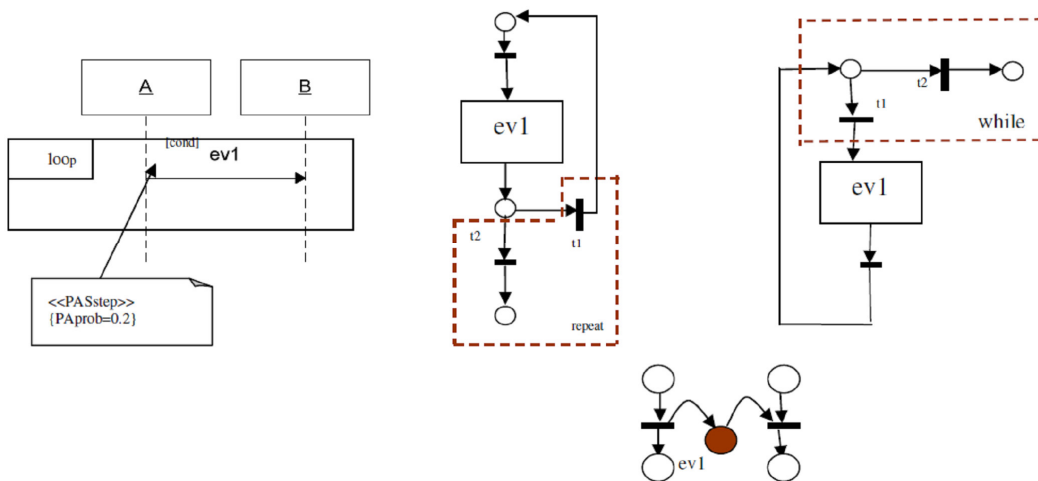 A
B
loop
[cond]
ev1
<<PASstep>>
{PAprob=0.2}
ev1
t2
t1
repeat
t2
t1
while
ev1
ev1